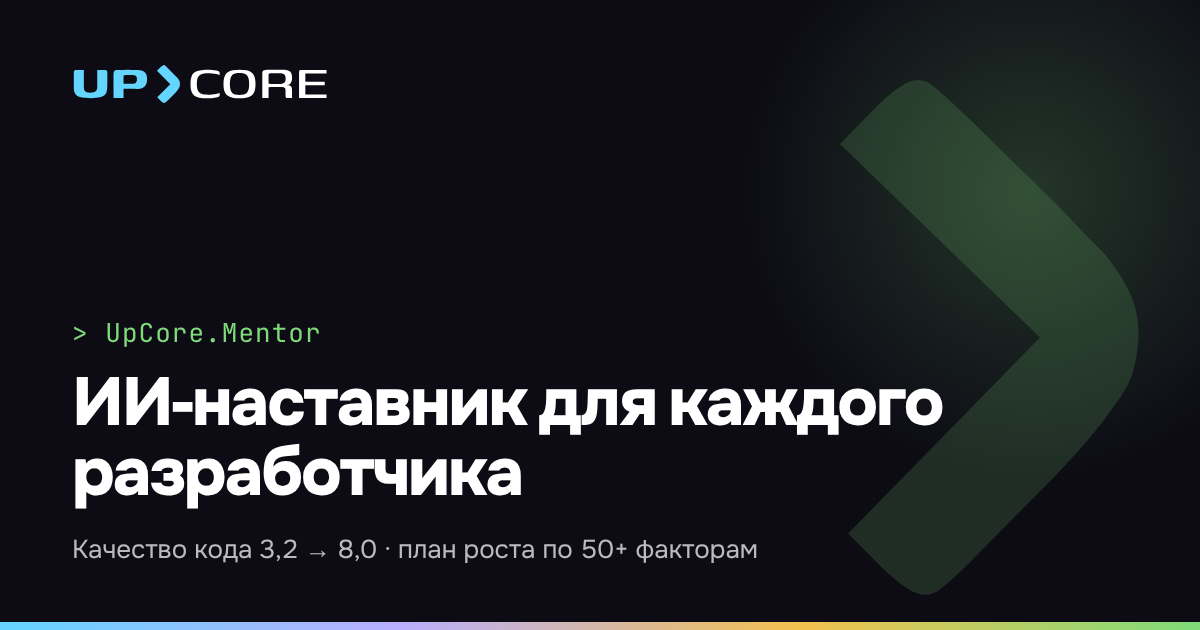 UP CORE
> UpCore.Mentor
ИИ-наставник для каждого
разработчика
Качество кода 3,2 → 8,0 · план роста по 50+ факторам